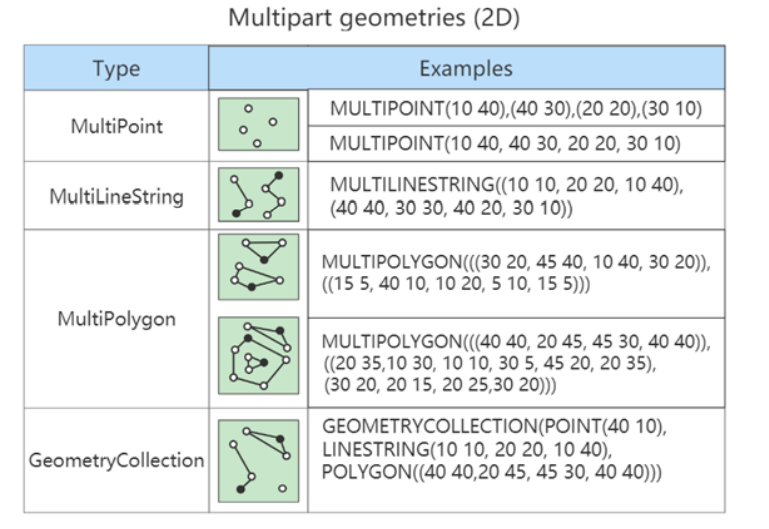 Multipart geometries (2D)
Type
Examples
MultiPoint
MULTIPOINT(10 40),(40 30),(20 20),(30 10)
MULTIPOINT(10 40, 40 30, 20 20, 30 10)
MultiLineString
MULTILINESTRING((10 10, 20 20, 10 40),
(40 40, 30 30, 40 20, 30 10))
MultiPolygon
MULTIPOLYGON(((30 20, 45 40, 10 40, 30 20)),
((15 5, 40 10, 10 20, 5 10, 15 5)))
MULTIPOLYGON(((40 40, 20 45, 45 30, 40 40)),
((20 35,10 30, 10 10, 30 5, 45 20, 20 35),
(30 20, 20 15, 20 25,30 20)))
GeometryCollection
GEOMETRYCOLLECTION(POINT(40 10),
LINESTRING(10 10, 20 20, 10 40),
POLYGON((40 40,20 45, 45 30, 40 40)))